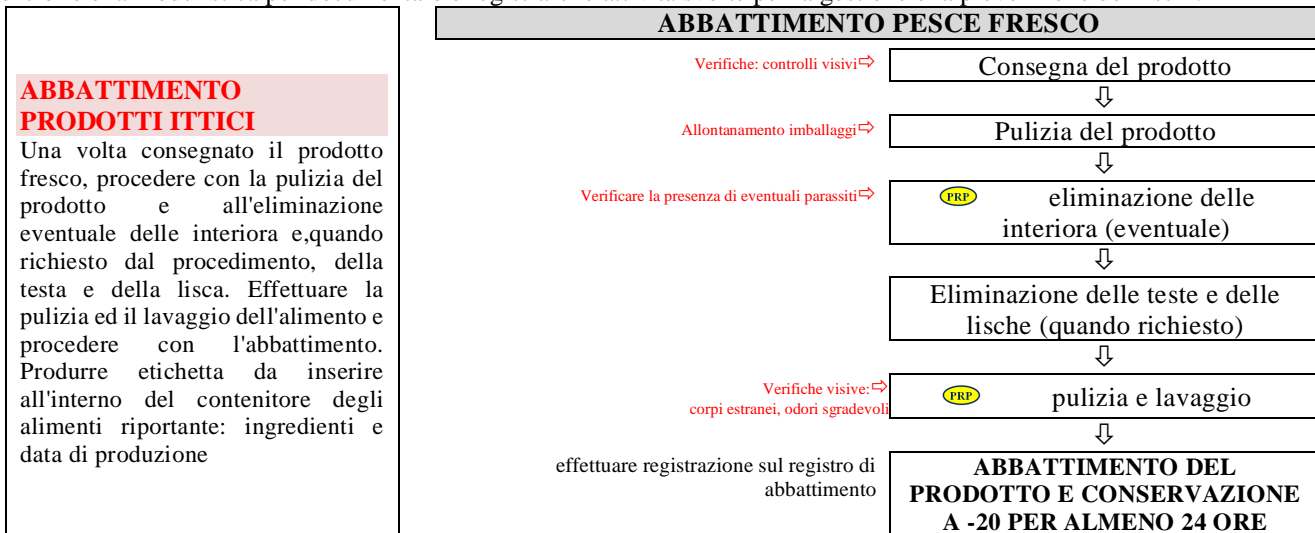 ABBATTIMENTO
PRODOTTI ITTICI
Una volta consegnato il prodotto
fresco, procedere con la pulizia del
prodotto e all'eliminazione
eventuale delle interiora e,quando
richiesto dal procedimento, della
testa e della lisca. Effettuare la
pulizia ed il lavaggio dell'alimento e
procedere con l'abbattimento.
Produrre etichetta da inserire
all'interno del contenitore degli
alimenti riportante: ingredienti e
data di produzione
ABBATTIMENTO PESCE FRESCO
Verifiche: controlli visivi⇨
Consegna del prodotto
⇩
Allontanamento imballaggi⇨
Pulizia del prodotto
⇩
Verificare la presenza di eventuali parassiti⇨
PRP eliminazione delle
interiora (eventuale)
⇩
Eliminazione delle teste e delle
lische (quando richiesto)
⇩
Verifiche visive:⇨
corpi estranei, odori sgradevoli
PRP pulizia e lavaggio
⇩
effettuare registrazione sul registro di
abbattimento
ABBATTIMENTO DEL
PRODOTTO E CONSERVAZIONE
A -20 PER ALMENO 24 ORE